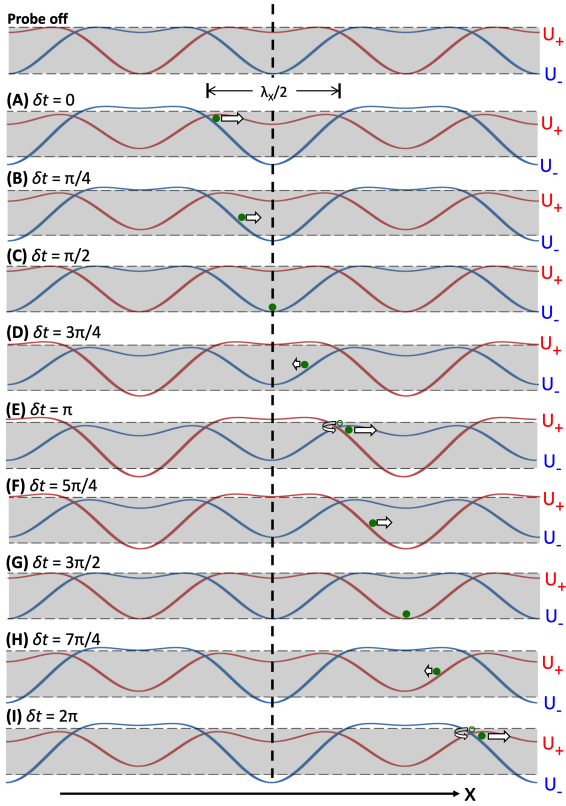 Probe off
U₊
U₋
λₓ/2
(A) δt = 0
U₊
U₋
(B) δt = π/4
U₊
U₋
(C) δt = π/2
U₊
U₋
(D) δt = 3π/4
U₊
U₋
(E) δt = π
U₊
U₋
(F) δt = 5π/4
U₊
U₋
(G) δt = 3π/2
U₊
U₋
(H) δt = 7π/4
U₊
U₋
(I) δt = 2π
U₊
U₋
X